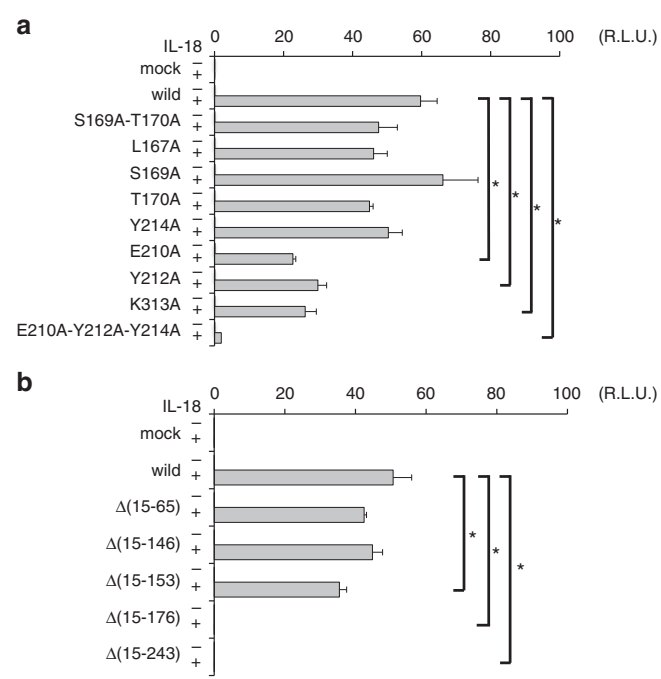 a
IL-18
0 20 40 60 80 100 (R.L.U.)
mock − +
wild − +
S169A-T170A − +
L167A − +
S169A − +
T170A − +
Y214A − +
E210A − +
Y212A − +
K313A − +
E210A-Y212A-Y214A − +
* * * *
b
IL-18
0 20 40 60 80 100 (R.L.U.)
mock − +
wild − +
Δ(15-65) − +
Δ(15-146) − +
Δ(15-153) − +
Δ(15-176) − +
Δ(15-243) − +
* * *